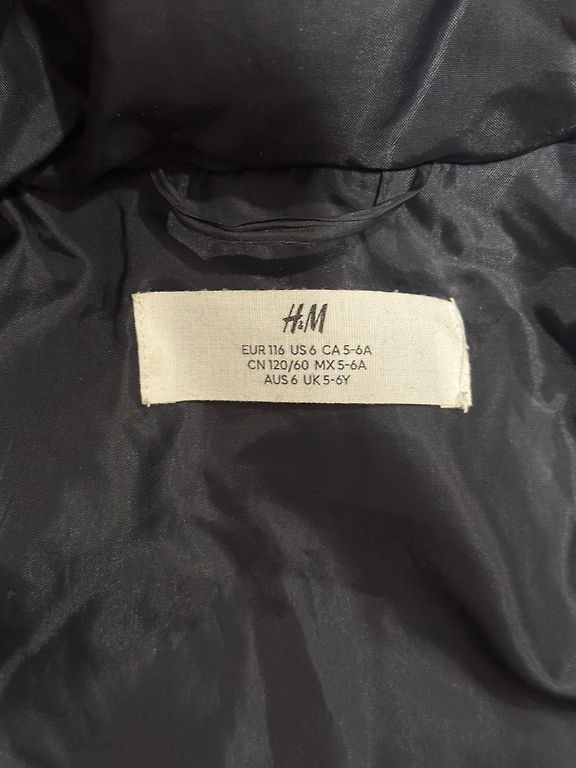 H&M
EUR 116 US 6 CA 5-6A
CN 120/60 MX 5-6A
AUS 6 UK 5-6Y